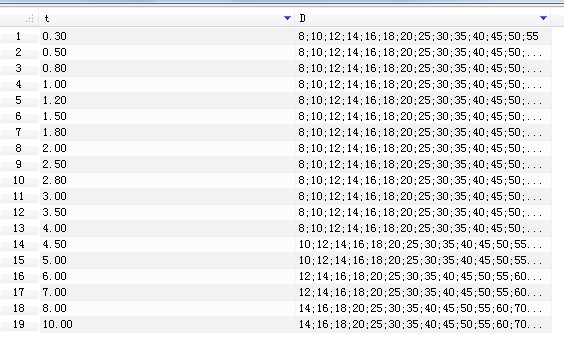 t D
1 0.30 8;10;12;14;16;18;20;25;30;35;40;45;50;55
2 0.50 8;10;12;14;16;18;20;25;30;35;40;45;50;...
3 0.80 8;10;12;14;16;18;20;25;30;35;40;45;50;...
4 1.00 8;10;12;14;16;18;20;25;30;35;40;45;50;...
5 1.20 8;10;12;14;16;18;20;25;30;35;40;45;50;...
6 1.50 8;10;12;14;16;18;20;25;30;35;40;45;50;...
7 1.80 8;10;12;14;16;18;20;25;30;35;40;45;50;...
8 2.00 8;10;12;14;16;18;20;25;30;35;40;45;50;...
9 2.50 8;10;12;14;16;18;20;25;30;35;40;45;50;...
10 2.80 8;10;12;14;16;18;20;25;30;35;40;45;50;...
11 3.00 8;10;12;14;16;18;20;25;30;35;40;45;50;...
12 3.50 8;10;12;14;16;18;20;25;30;35;40;45;50;...
13 4.00 8;10;12;14;16;18;20;25;30;35;40;45;50;...
14 4.50 10;12;14;16;18;20;25;30;35;40;45;50;55...
15 5.00 10;12;14;16;18;20;25;30;35;40;45;50;55...
16 6.00 12;14;16;18;20;25;30;35;40;45;50;55;60...
17 7.00 12;14;16;18;20;25;30;35;40;45;50;55;60...
18 8.00 14;16;18;20;25;30;35;40;45;50;55;60;70...
19 10.00 14;16;18;20;25;30;35;40;45;50;55;60;70...